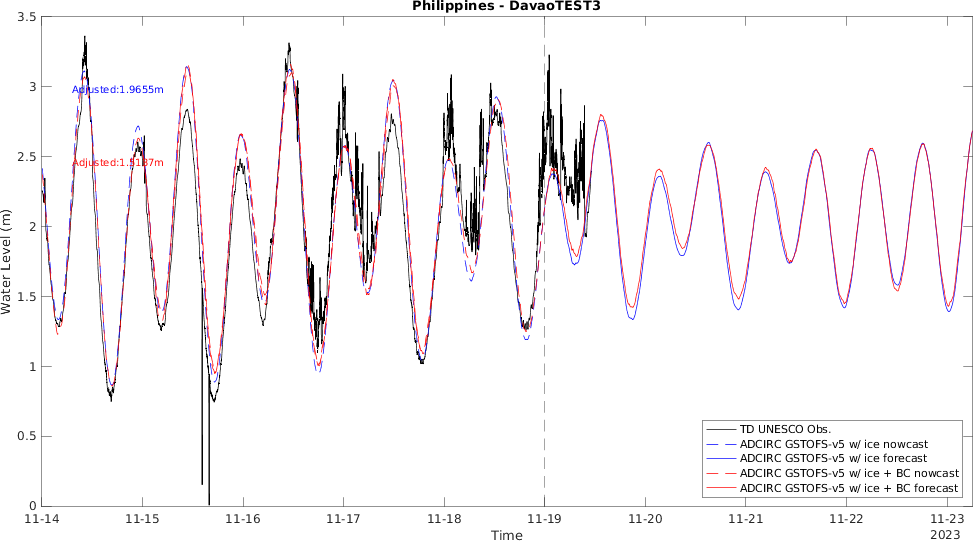 Philippines - DavaoTEST3
3.5
3
2.5
2
1.5
1
0.5
0
Water Level (m)
Adjusted:1.9655m
TD UNESCO Obs.
ADCIRC GSTOFS-v5 w/ ice nowcast
ADCIRC GSTOFS-v5 w/ ice forecast
ADCIRC GSTOFS-v5 w/ ice + BC nowcast
ADCIRC GSTOFS-v5 w/ ice + BC forecast
11-14
11-15
11-16
11-17
11-18
11-19
11-20
11-21
11-22
11-23
Time
2023